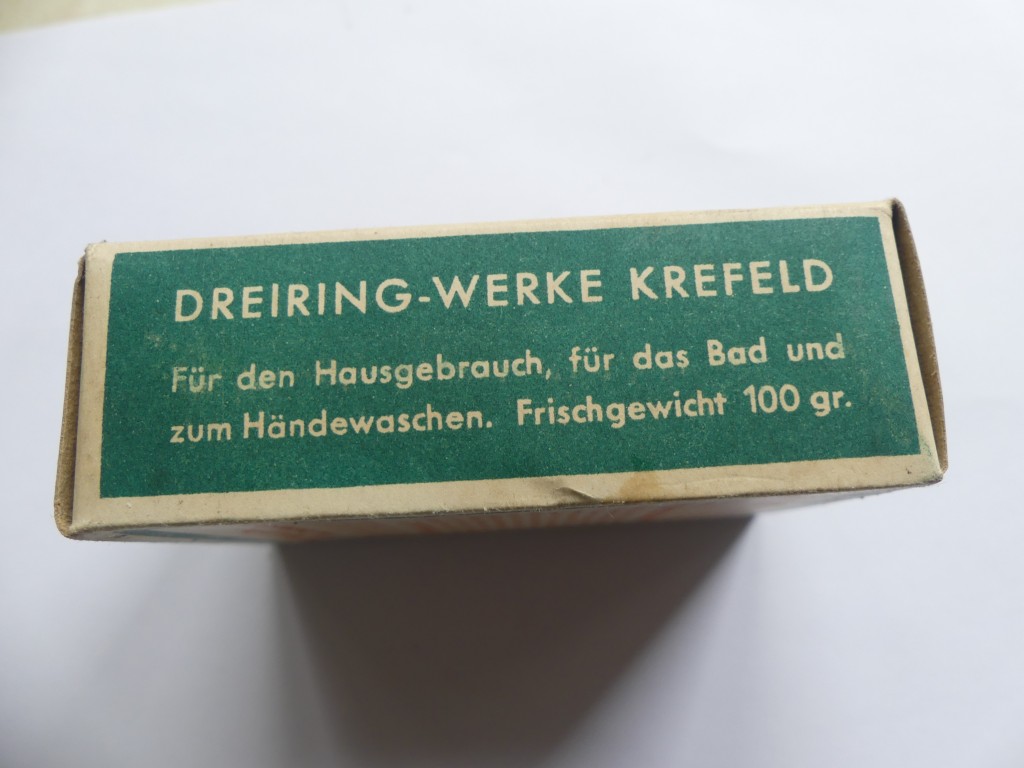 DREIRING-WERKE KREFELD
Für den Hausgebrauch, für das Bad und
zum Händewaschen. Frischgewicht 100 gr.